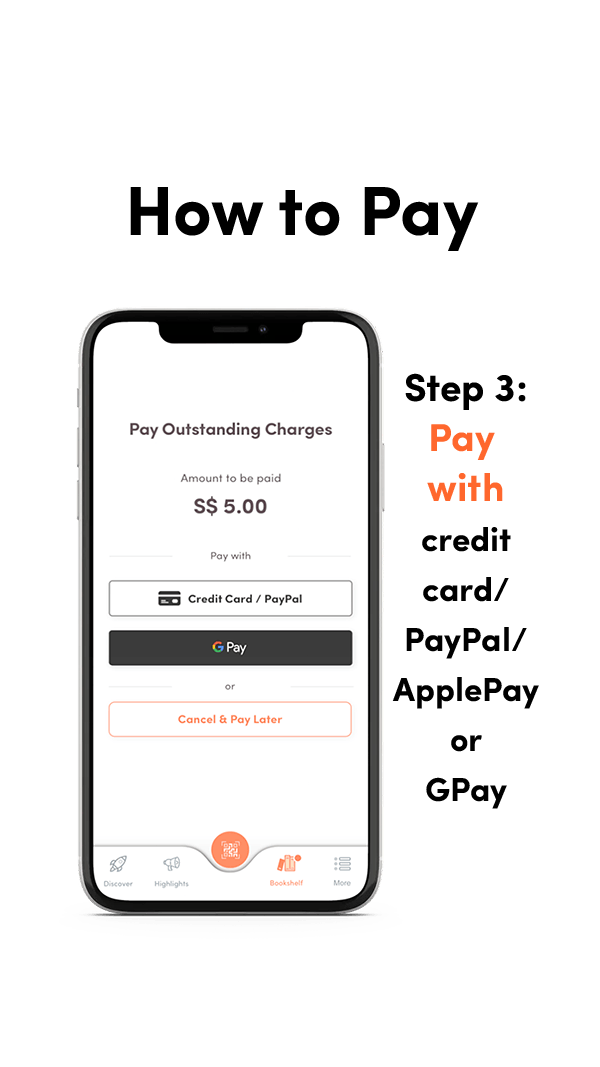 How to Pay
Step 3:
Pay
with
credit
card/
PayPal/
ApplePay
or
GPay
Pay Outstanding Charges
Amount to be paid
S$ 5.00
Pay with
Credit Card / PayPal
G Pay
or
Cancel & Pay Later
Discover
Highlights
Bookshelf
More